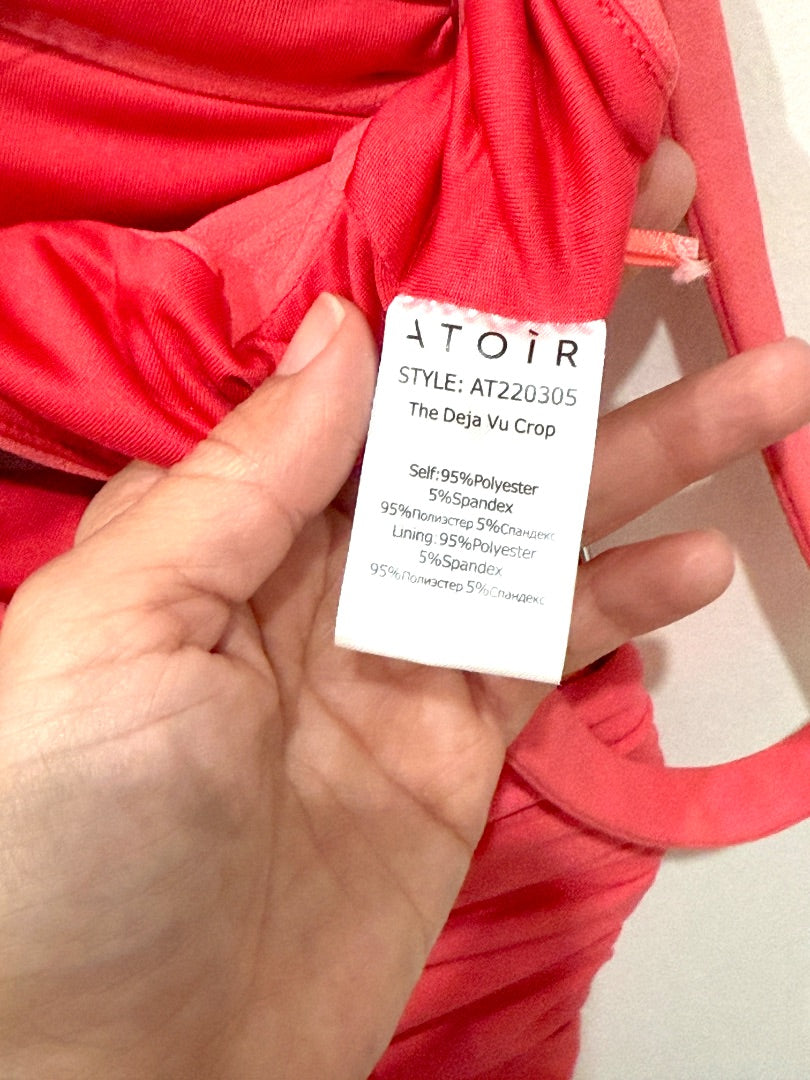 ATOIR
STYLE: AT220305
The Deja Vu Crop
Self:95%Polyester
5%Spandex
95%Полиэстер 5%Спандекс
Lining:95%Polyester
5%Spandex
95%Полиэстер 5%Спандекс